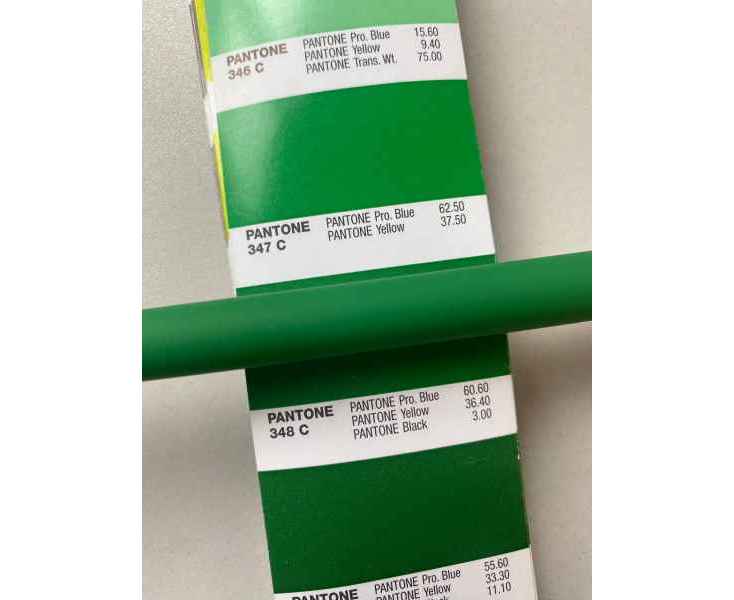 PANTONE
346 C
PANTONE Pro. Blue 15.60
PANTONE Yellow 9.40
PANTONE Trans. Wt. 75.00
PANTONE
347 C
PANTONE Pro. Blue 62.50
PANTONE Yellow 37.50
PANTONE
348 C
PANTONE Pro. Blue 60.60
PANTONE Yellow 36.40
PANTONE Black 3.00
PANTONE
PANTONE Pro. Blue 55.60
PANTONE Yellow 33.30
Black 11.10